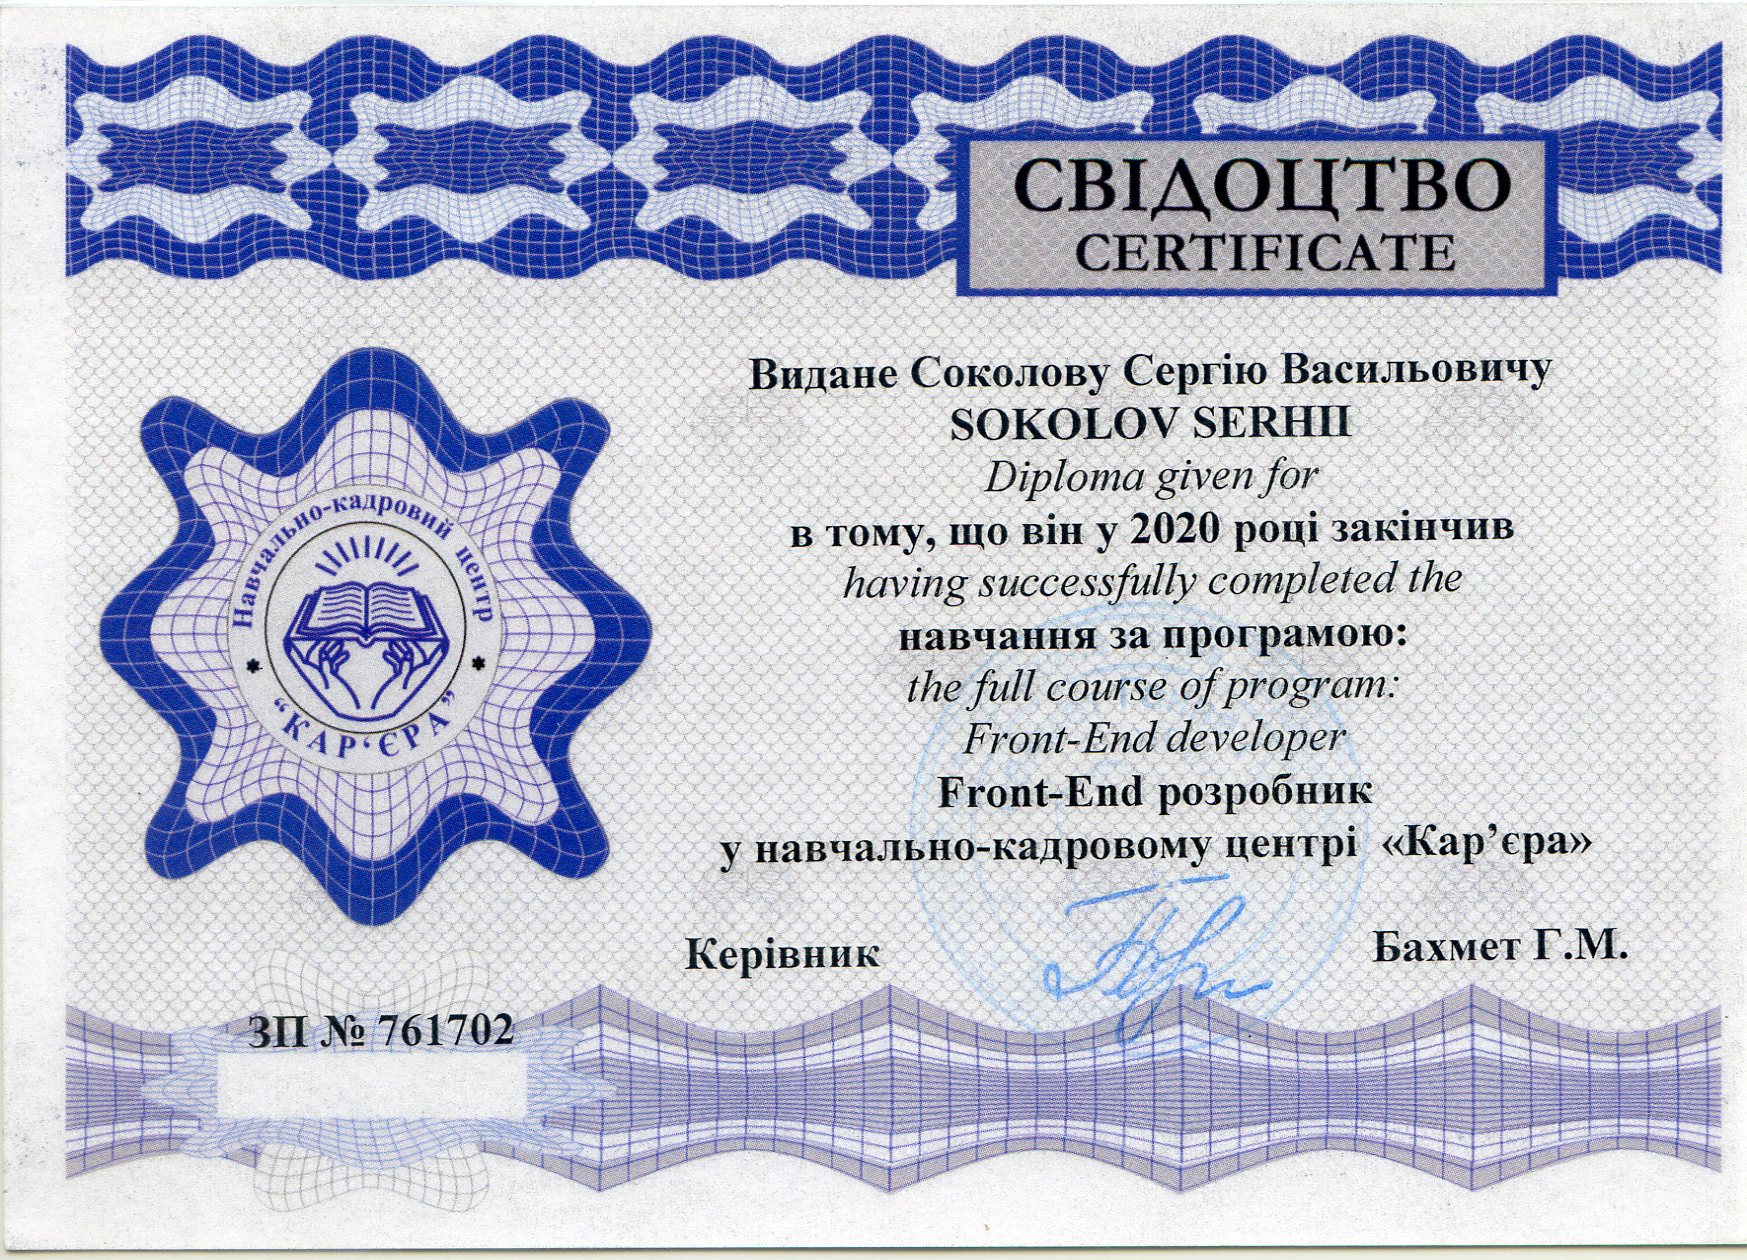 СВІДОЦТВО
CERTIFICATE
Видане Соколову Сергію Васильовичу
SOKOLOV SERHII
Diploma given for
в тому, що він у 2020 році закінчив
having successfully completed the
навчання за програмою:
the full course of program:
Front-End developer
Front-End розробник
у навчально-кадровому центрі «Кар’єра»
Керівник
Бахмет Г.М.
Навчально-кадровий центр
“КАР‘ЄРА”
ЗП № 761702